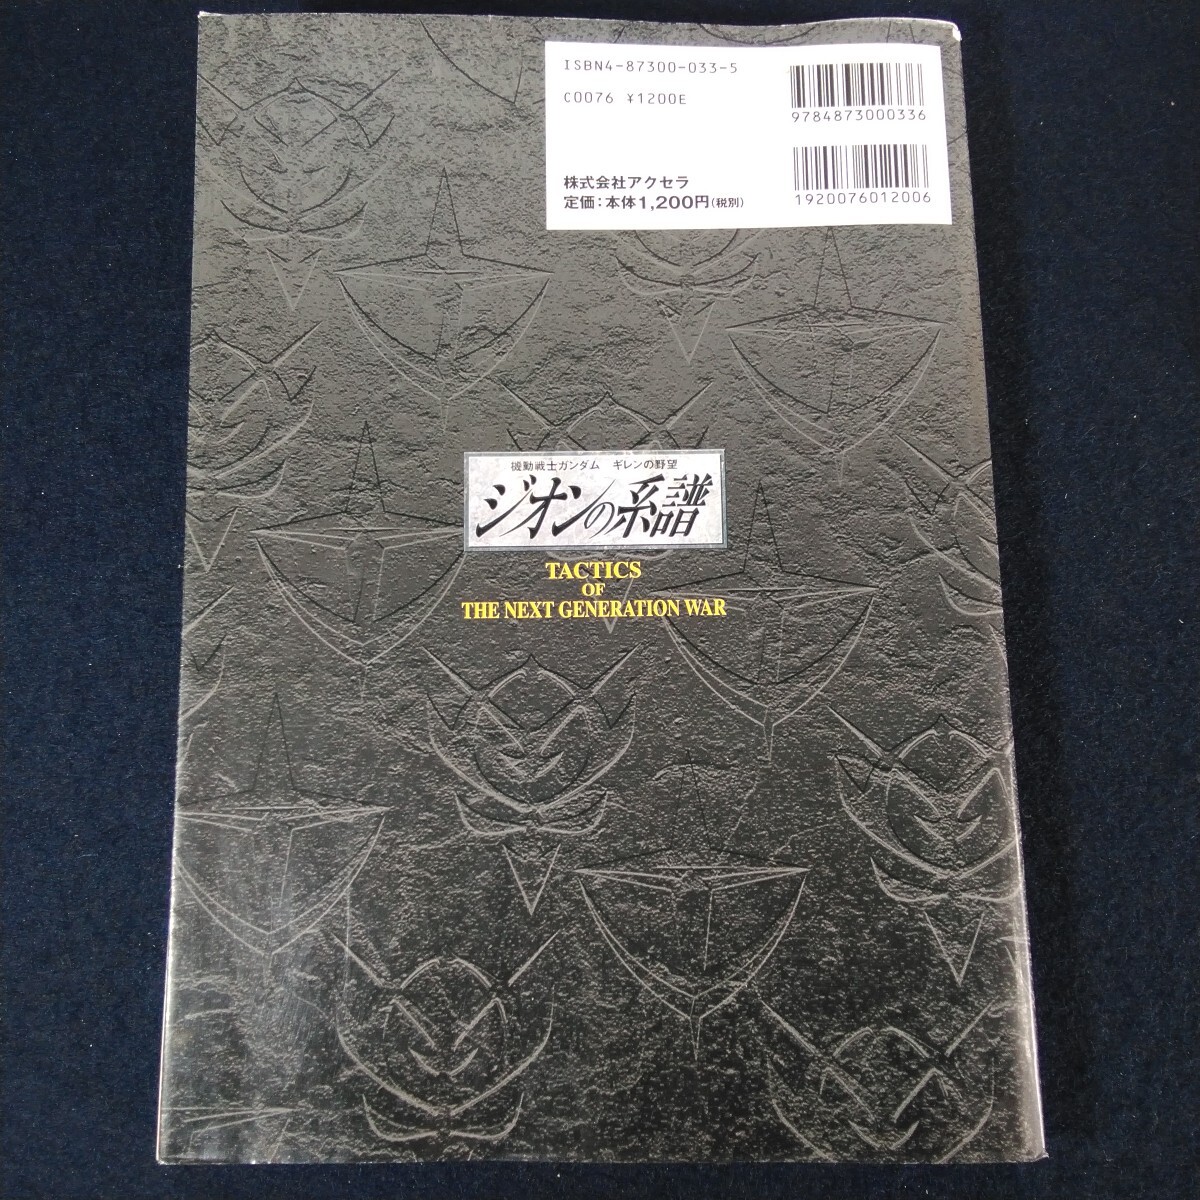 ISBN4-87300-033-5
C0076 ¥1200E
9784873000336
株式会社アクセラ
定価:本体1,200円(税別)
1920076012006
機動戦士ガンダム ギレンの野望
ジオンの系譜
TACTICS
OF
THE NEXT GENERATION WAR